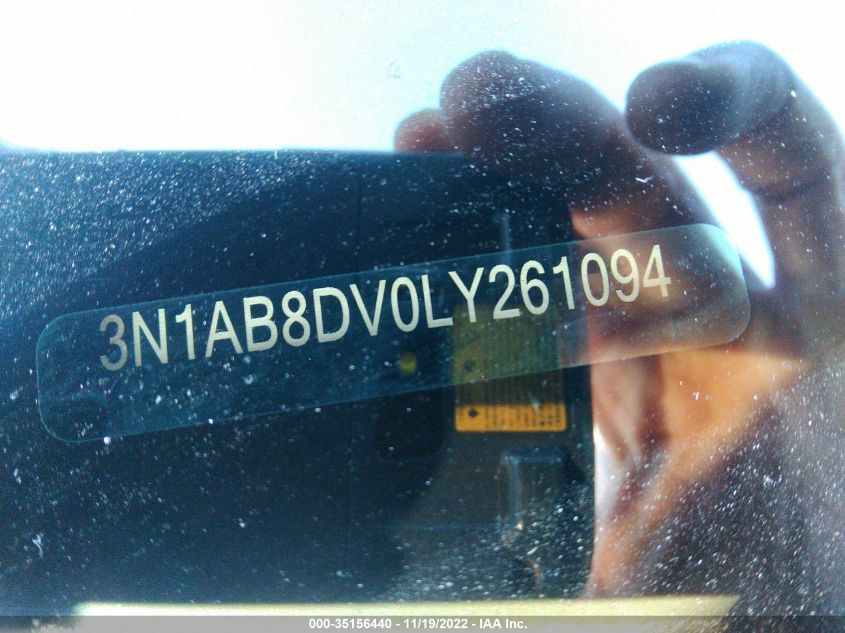 3N1AB8DV0LY261094
000-35156440 - 11/19/2022 - IAA Inc.